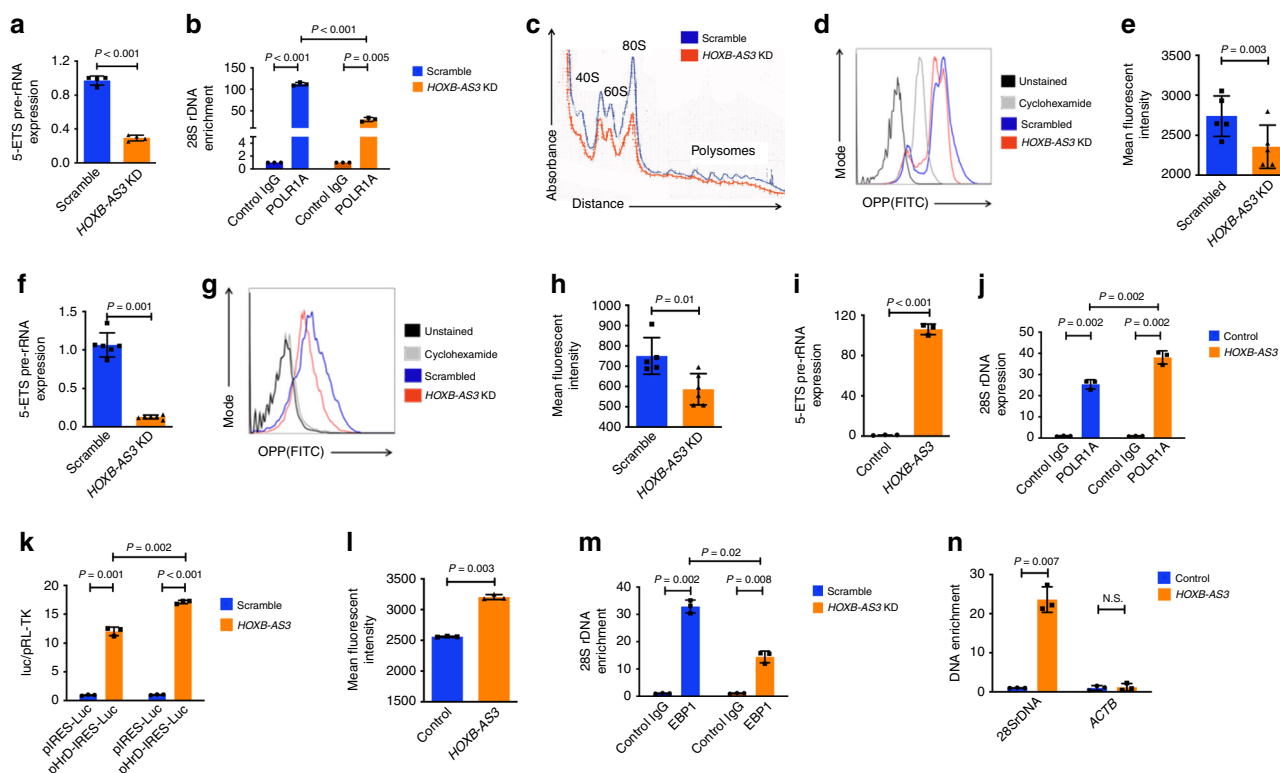 a
P < 0.001
5-ETS pre-rRNA
expression
1.2
0.8
0.4
0.0
Scramble
HOXB-AS3 KD
b
P < 0.001
P < 0.001
P = 0.005
28S rDNA
enrichment
150
125
100
75
50
4
2
0
Control IgG
POLR1A
Control IgG
POLR1A
Scramble
HOXB-AS3 KD
c
Scramble
HOXB-AS3 KD
80S
40S
60S
Polysomes
Absorbance
Distance
d
Mode
OPP(FITC)
Unstained
Cyclohexamide
Scrambled
HOXB-AS3 KD
e
P = 0.003
Mean fluorescent
intensity
3500
3000
2500
2000
Scrambled
HOXB-AS3 KD
f
P = 0.001
5-ETS pre-rRNA
expression
1.5
1.0
0.5
0.0
Scramble
HOXB-AS3 KD
g
Mode
OPP(FITC)
Unstained
Cyclohexamide
Scrambled
HOXB-AS3 KD
h
P = 0.01
Mean fluorescent
intensity
1000
900
800
700
600
500
400
Scramble
HOXB-AS3 KD
i
P < 0.001
5-ETS pre-rRNA
expression
120
80
40
0
Control
HOXB-AS3
j
P = 0.002
P = 0.002
P = 0.002
28S rDNA
expression
50
40
30
20
10
0
Control IgG
POLR1A
Control IgG
POLR1A
Control
HOXB-AS3
k
P = 0.002
P = 0.001
P < 0.001
luc/pRL-TK
20
15
10
5
0
pIRES-Luc
pHrD-IRES-Luc
pIRES-Luc
pHrD-IRES-Luc
Scramble
HOXB-AS3
l
P = 0.003
Mean fluorescent
intensity
3500
3000
2500
2000
1500
Control
HOXB-AS3
m
P = 0.02
P = 0.002
P = 0.008
28S rDNA
enrichment
40
30
20
10
0
Control IgG
EBP1
Control IgG
EBP1
Scramble
HOXB-AS3 KD
n
P = 0.007
N.S.
DNA enrichment
30
20
10
0
28SrDNA
ACTB
Control
HOXB-AS3